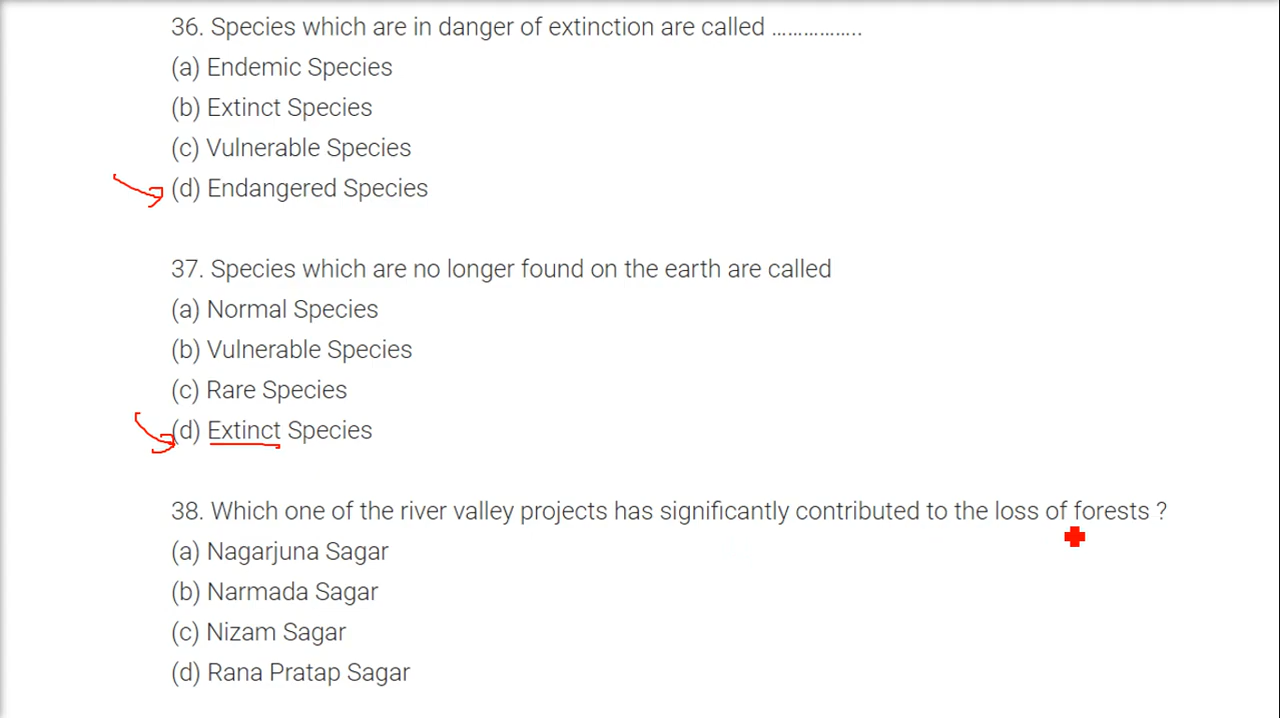 36. Species which are in danger of extinction are called ……………..
(a) Endemic Species
(b) Extinct Species
(c) Vulnerable Species
(d) Endangered Species
37. Species which are no longer found on the earth are called
(a) Normal Species
(b) Vulnerable Species
(c) Rare Species
(d) Extinct Species
38. Which one of the river valley projects has significantly contributed to the loss of forests ?
(a) Nagarjuna Sagar
(b) Narmada Sagar
(c) Nizam Sagar
(d) Rana Pratap Sagar